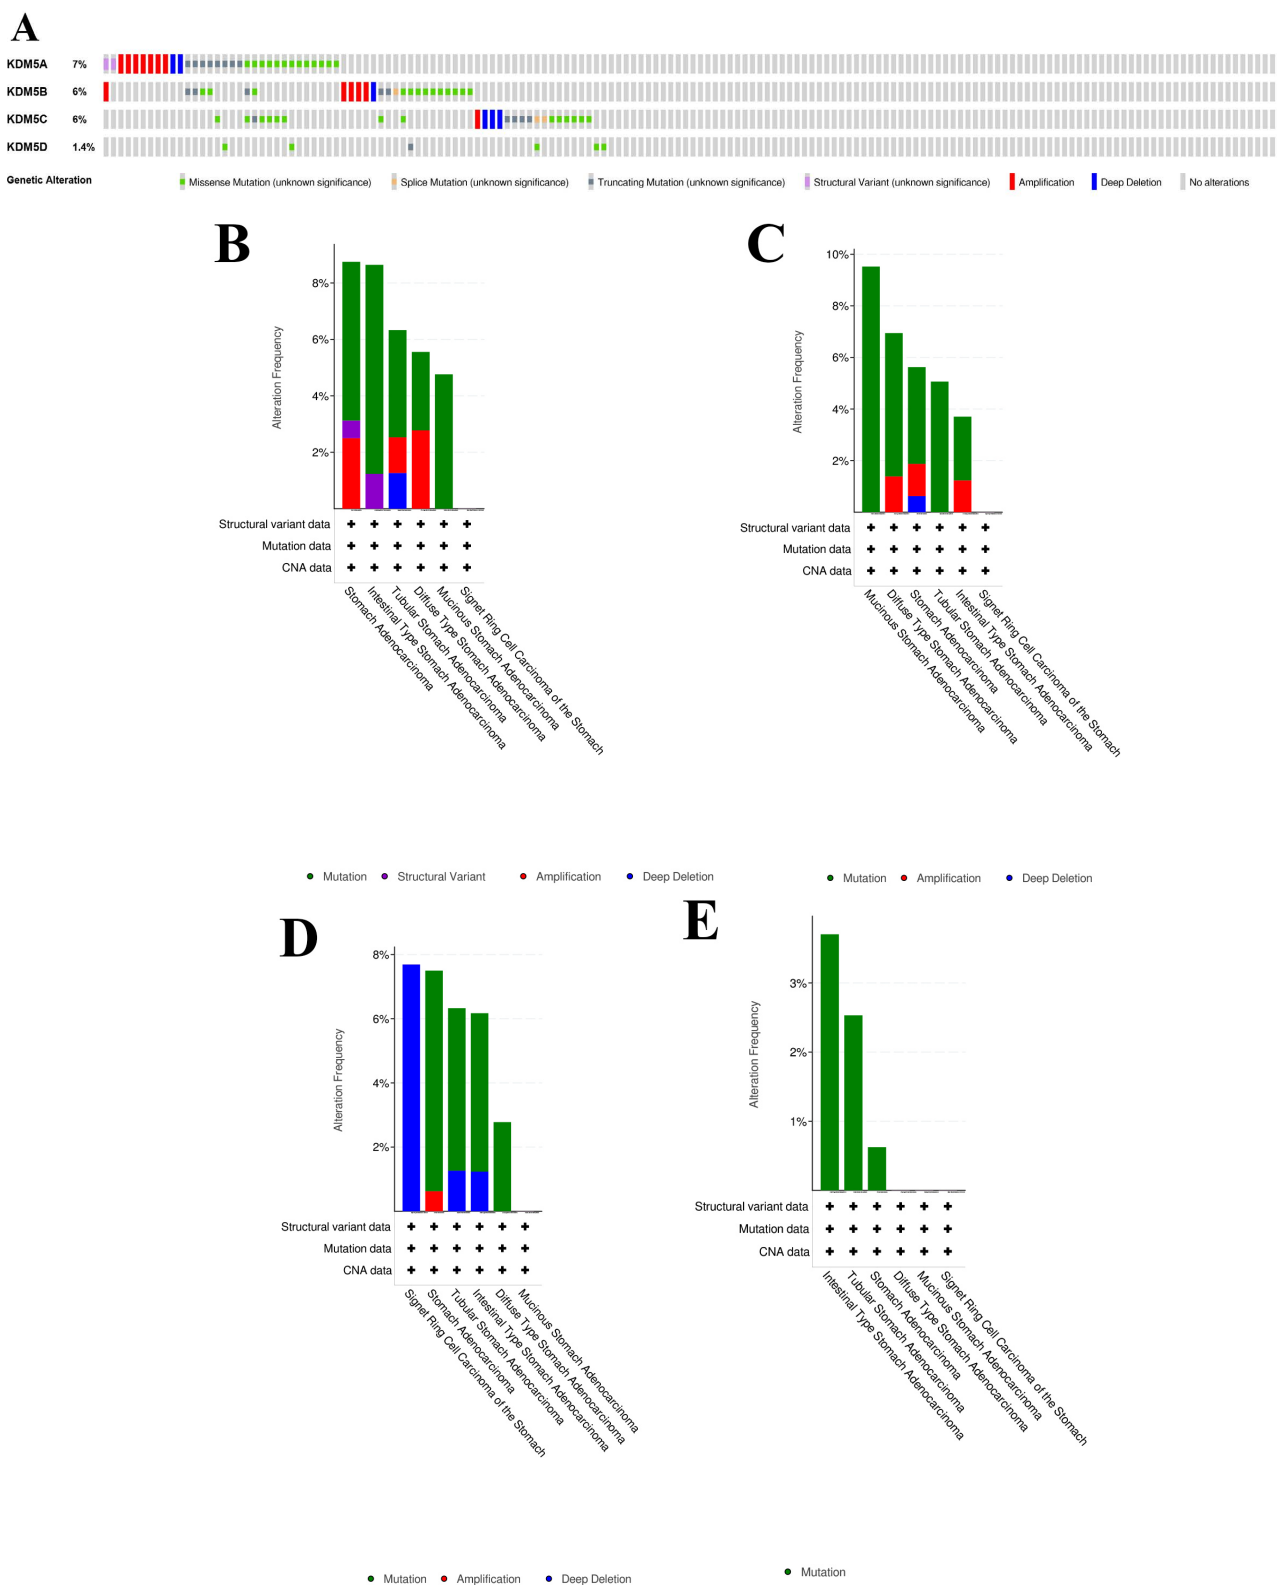 A
KDM5A 7%
KDM5B 6%
KDM5C 6%
KDM5D 1.4%
Genetic Alteration Missense Mutation (unknown significance) Splice Mutation (unknown significance) Truncating Mutation (unknown significance) Structural Variant (unknown significance) Amplification Deep Deletion No alterations
B
8%
6%
4%
2%
Alteration Frequency
Structural variant data + + + + + +
Mutation data + + + + + +
CNA data + + + + + +
Stomach Adenocarcinoma
Intestinal Type Stomach Adenocarcinoma
Tubular Stomach Adenocarcinoma
Diffuse Type Stomach Adenocarcinoma
Mucinous Stomach Adenocarcinoma
Signet Ring Cell Carcinoma of the Stomach
Mutation Structural Variant Amplification Deep Deletion
C
10%
8%
6%
4%
2%
Alteration Frequency
Structural variant data + + + + + +
Mutation data + + + + + +
CNA data + + + + + +
Mucinous Stomach Adenocarcinoma
Diffuse Type Stomach Adenocarcinoma
Stomach Adenocarcinoma
Tubular Stomach Adenocarcinoma
Intestinal Type Stomach Adenocarcinoma
Signet Ring Cell Carcinoma of the Stomach
Mutation Amplification Deep Deletion
D
8%
6%
4%
2%
Alteration Frequency
Structural variant data + + + + + +
Mutation data + + + + + +
CNA data + + + + + +
Signet Ring Cell Carcinoma of the Stomach
Stomach Adenocarcinoma
Tubular Stomach Adenocarcinoma
Intestinal Type Stomach Adenocarcinoma
Diffuse Type Stomach Adenocarcinoma
Mucinous Stomach Adenocarcinoma
Mutation Amplification Deep Deletion
E
3%
2%
1%
Alteration Frequency
Structural variant data + + + + + +
Mutation data + + + + + +
CNA data + + + + + +
Intestinal Type Stomach Adenocarcinoma
Tubular Stomach Adenocarcinoma
Stomach Adenocarcinoma
Diffuse Type Stomach Adenocarcinoma
Mucinous Stomach Adenocarcinoma
Signet Ring Cell Carcinoma of the Stomach
Mutation